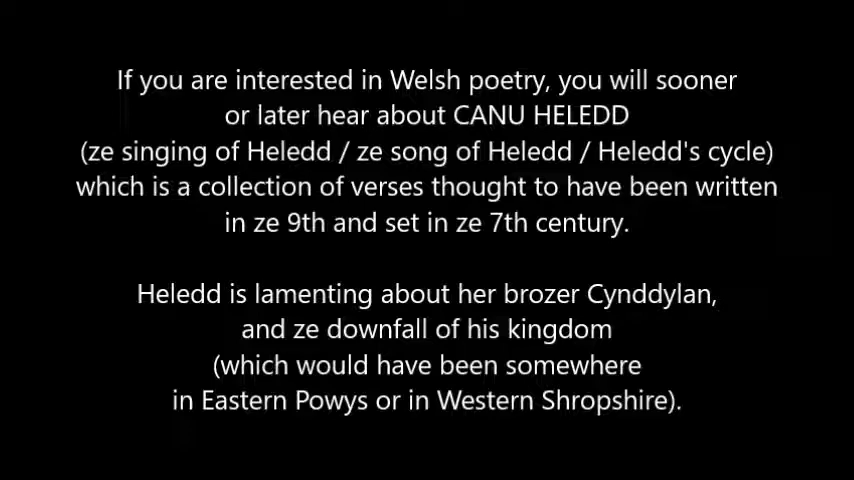 If you are interested in Welsh poetry, you will sooner
or later hear about CANU HELEDD
(ze singing of Heledd / ze song of Heledd / Heledd's cycle)
which is a collection of verses thought to have been written
in ze 9th and set in ze 7th century.
Heledd is lamenting about her brozer Cynddylan,
and ze downfall of his kingdom
(which would have been somewhere
in Eastern Powys or in Western Shropshire).